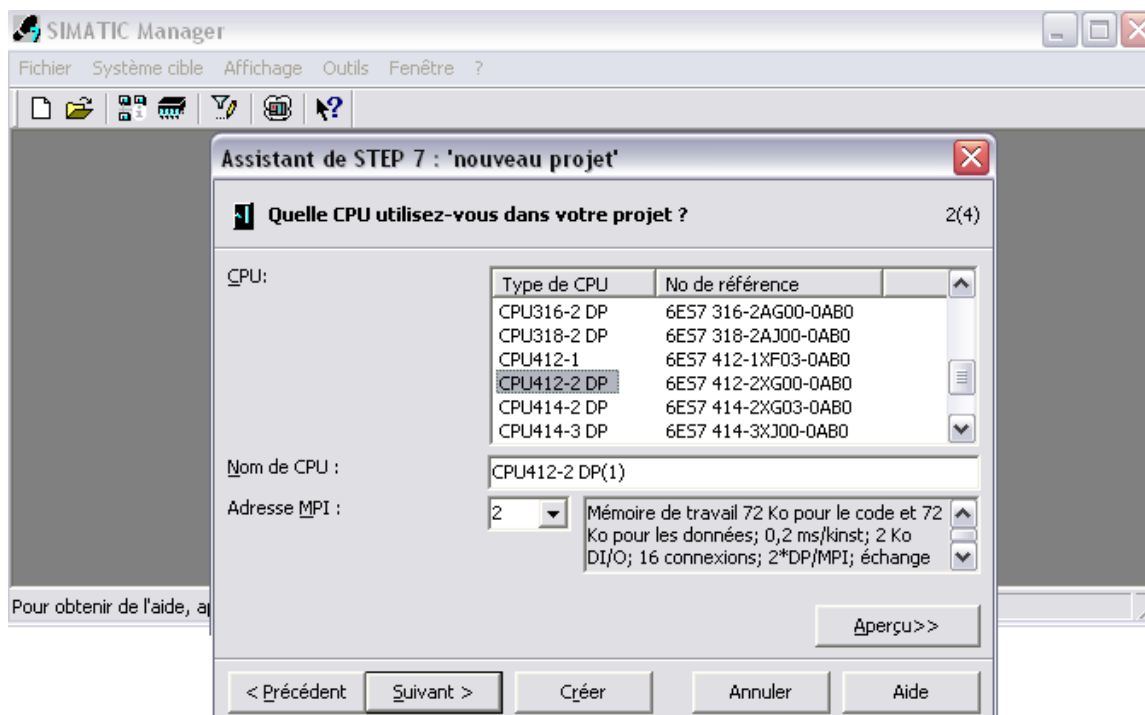 SIMATIC Manager
Fichier Système cible Affichage Outils Fenêtre ?
Assistant de STEP 7 : 'nouveau projet'
Quelle CPU utilisez-vous dans votre projet ? 2(4)
CPU:
Type de CPU No de référence
CPU316-2 DP 6ES7 316-2AG00-0AB0
CPU318-2 DP 6ES7 318-2AJ00-0AB0
CPU412-1 6ES7 412-1XF03-0AB0
CPU412-2 DP 6ES7 412-2XG00-0AB0
CPU414-2 DP 6ES7 414-2XG03-0AB0
CPU414-3 DP 6ES7 414-3XJ00-0AB0
Nom de CPU : CPU412-2 DP(1)
Adresse MPI : 2
Mémoire de travail 72 Ko pour le code et 72
Ko pour les données; 0,2 ms/kinst; 2 Ko
DI/O; 16 connexions; 2*DP/MPI; échange
Pour obtenir de l'aide, a
Aperçu>>
< Précédent Suivant > Créer Annuler Aide